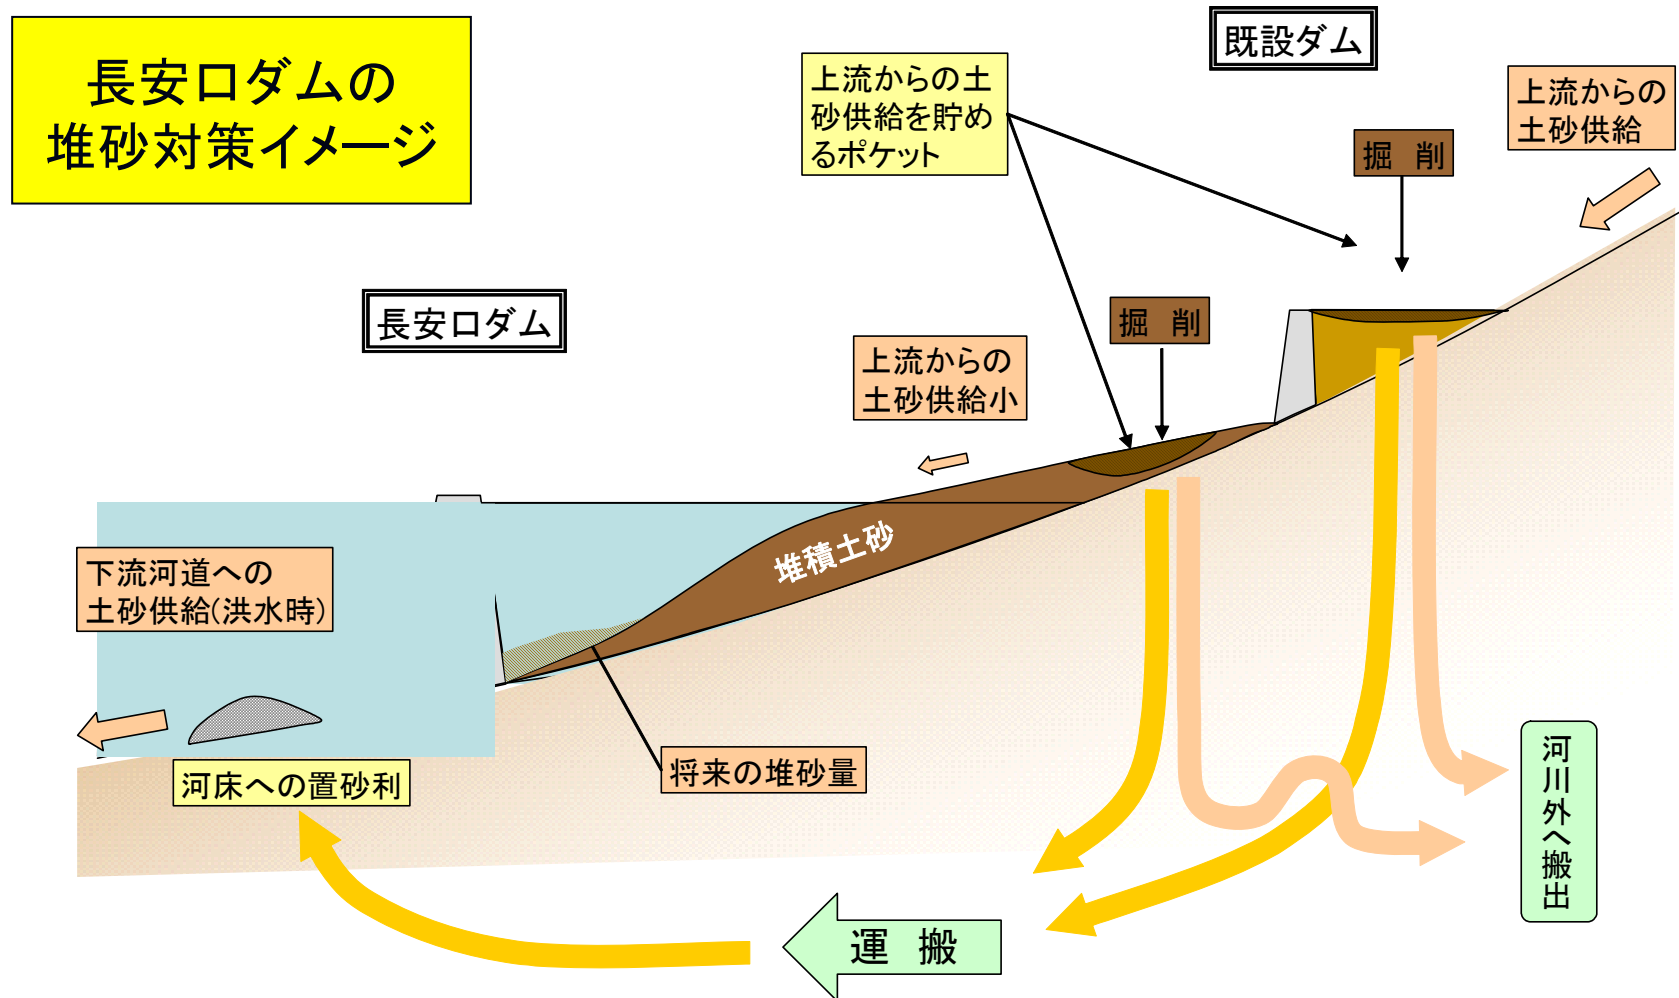 長安口ダムの
堆砂対策イメージ
既設ダム
上流からの土
砂供給を貯め
るポケット
上流からの
土砂供給
掘 削
長安口ダム
掘 削
上流からの
土砂供給小
堆積土砂
下流河道への
土砂供給(洪水時)
将来の堆砂量
河床への置砂利
河川外へ搬出
運 搬